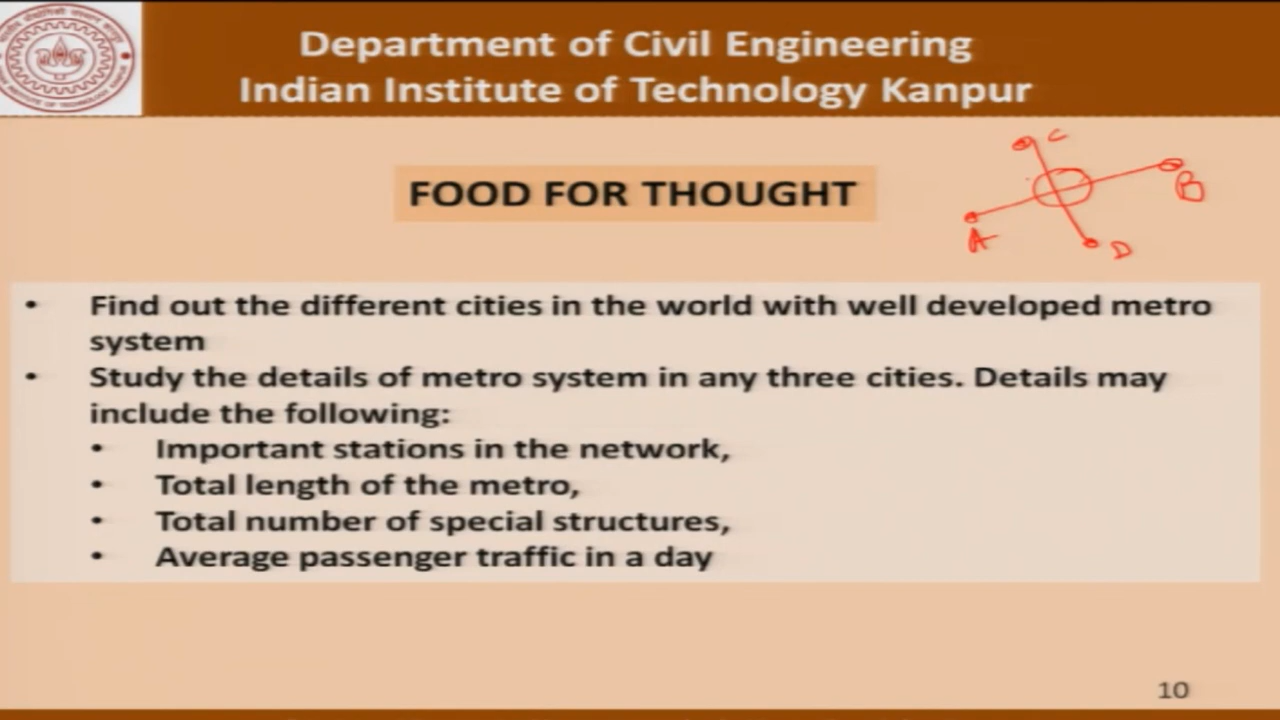 Department of Civil Engineering
Indian Institute of Technology Kanpur
FOOD FOR THOUGHT
C
B
A
D
• Find out the different cities in the world with well developed metro
system
• Study the details of metro system in any three cities. Details may
include the following:
• Important stations in the network,
• Total length of the metro,
• Total number of special structures,
• Average passenger traffic in a day
10